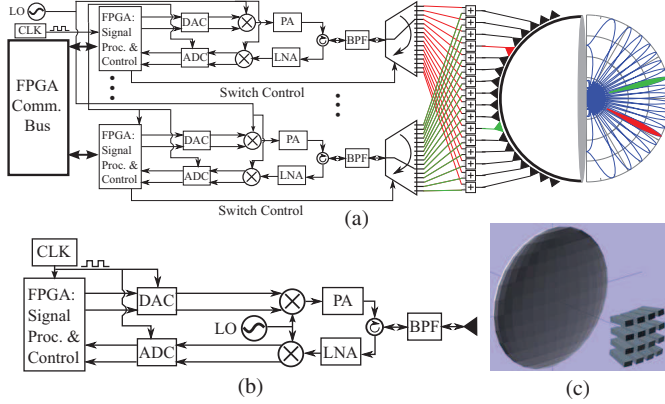 LO
CLK
FPGA:
Signal
Proc. &
Control
DAC
ADC
PA
LNA
BPF
FPGA
Comm.
Bus
Switch Control
FPGA:
Signal
Proc. &
Control
DAC
ADC
PA
LNA
BPF
Switch Control
(a)
CLK
FPGA:
Signal
Proc. &
Control
DAC
ADC
LO
PA
LNA
BPF
(b)
(c)